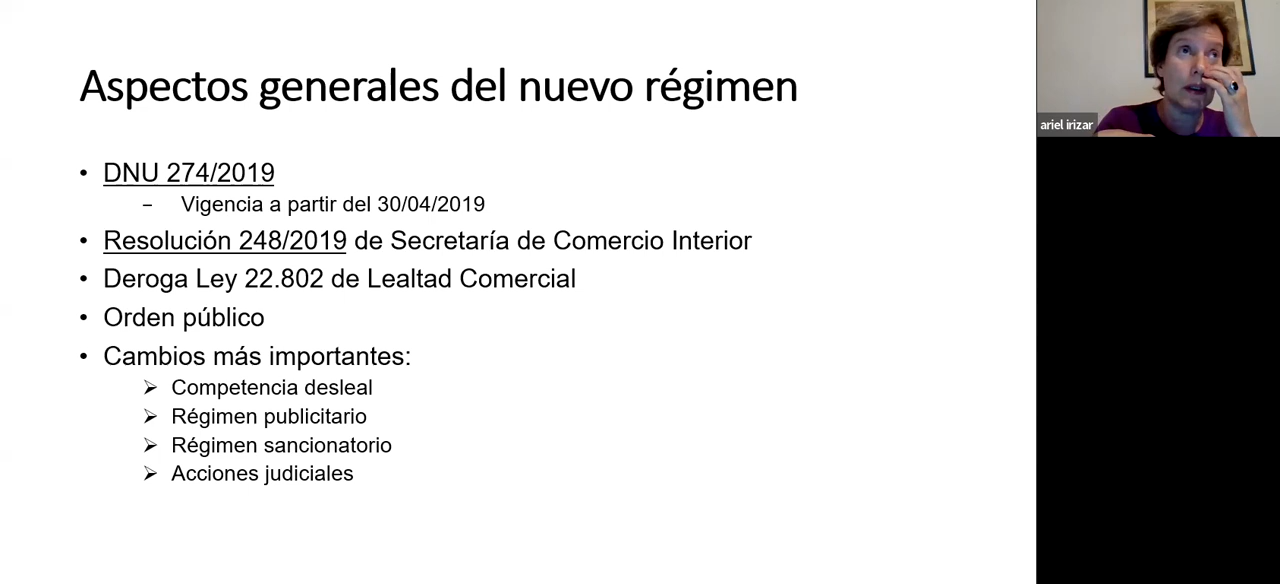 Aspectos generales del nuevo régimen
• DNU 274/2019
– Vigencia a partir del 30/04/2019
• Resolución 248/2019 de Secretaría de Comercio Interior
• Deroga Ley 22.802 de Lealtad Comercial
• Orden público
• Cambios más importantes:
➢ Competencia desleal
➢ Régimen publicitario
➢ Régimen sancionatorio
➢ Acciones judiciales
ariel irizar